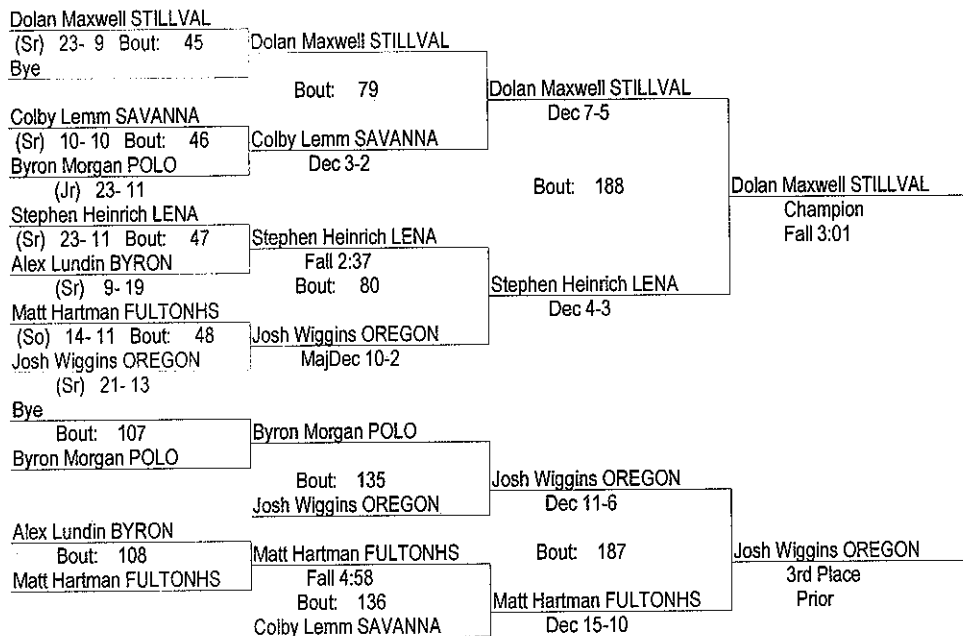 Dolan Maxwell STILLVAL
(Sr) 23- 9 Bout: 45
Bye
Dolan Maxwell STILLVAL
Bout: 79
Colby Lemm SAVANNA
(Sr) 10- 10 Bout: 46
Byron Morgan POLO
(Jr) 23- 11
Colby Lemm SAVANNA
Dec 3-2
Dolan Maxwell STILLVAL
Dec 7-5
Bout: 188
Stephen Heinrich LENA
(Sr) 23- 11 Bout: 47
Alex Lundin BYRON
(Sr) 9- 19
Stephen Heinrich LENA
Fall 2:37
Bout: 80
Matt Hartman FULTONHS
(So) 14- 11 Bout: 48
Josh Wiggins OREGON
(Sr) 21- 13
Josh Wiggins OREGON
MajDec 10-2
Stephen Heinrich LENA
Dec 4-3
Dolan Maxwell STILLVAL
Champion
Fall 3:01
Bye
Bout: 107
Byron Morgan POLO
Byron Morgan POLO
Bout: 135
Josh Wiggins OREGON
Josh Wiggins OREGON
Dec 11-6
Bout: 187
Alex Lundin BYRON
Bout: 108
Matt Hartman FULTONHS
Matt Hartman FULTONHS
Fall 4:58
Bout: 136
Colby Lemm SAVANNA
Matt Hartman FULTONHS
Dec 15-10
Josh Wiggins OREGON
3rd Place
Prior